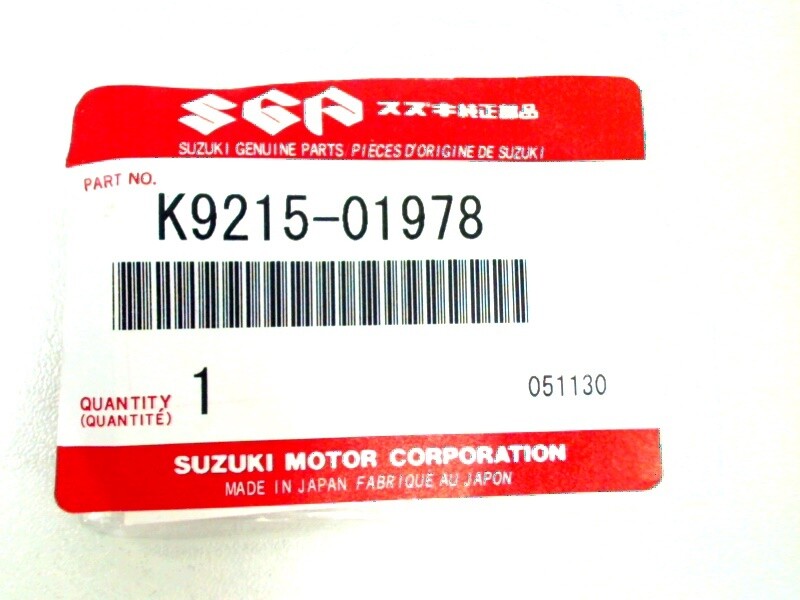 SGP スズキ純正部品
SUZUKI GENUINE PARTS PIÈCES D'ORIGINE DE SUZUKI
PART NO.
K9215-01978
QUANTITY 1 051130
(QUANTITÉ)
SUZUKI MOTOR CORPORATION
MADE IN JAPAN FABRIQUÉ AU JAPON